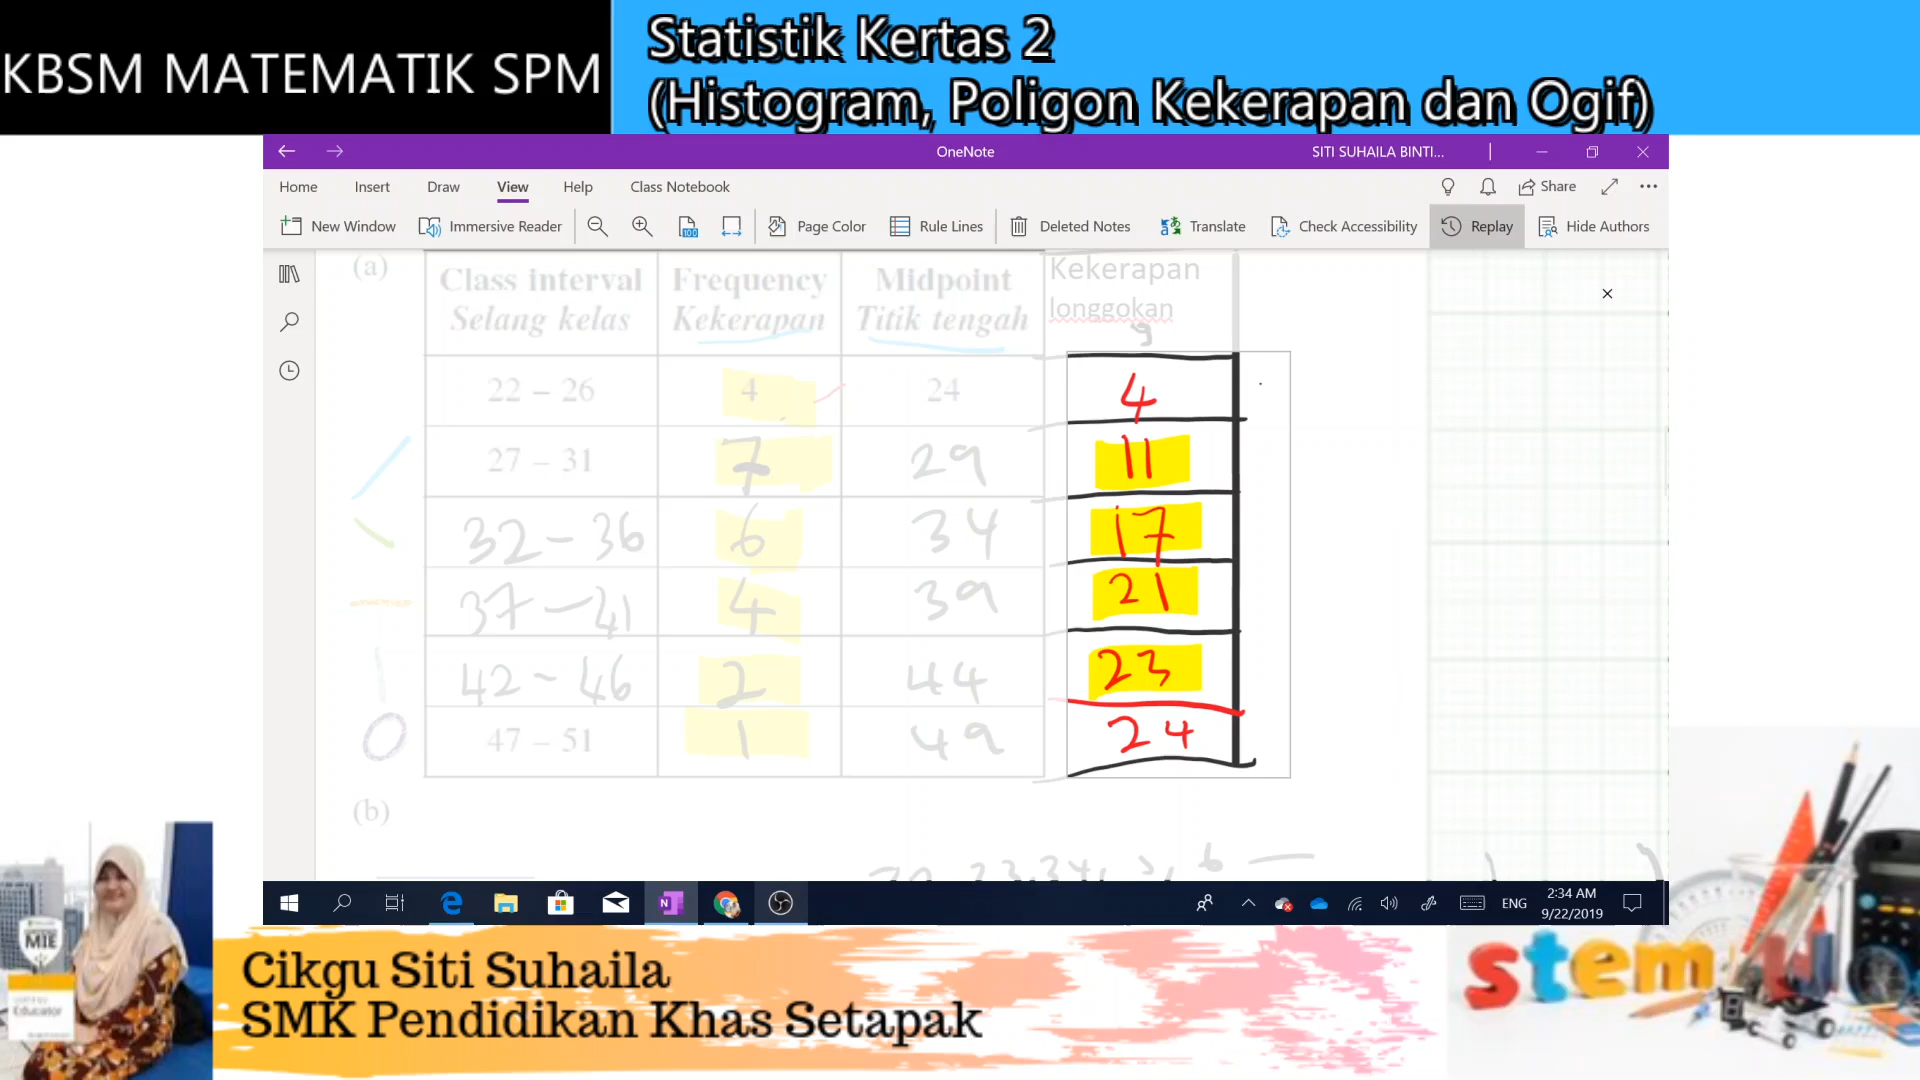 KBSM MATEMATIK SPM
Statistik Kertas 2
(Histogram, Poligon Kekerapan dan Ogif)
OneNote
SITI SUHAILA BINTI...
Home Insert Draw View Help Class Notebook Share
New Window Immersive Reader Page Color Rule Lines Deleted Notes Translate Check Accessibility Replay Hide Authors
(a)
Class interval Frequency Midpoint Kekerapan
Selang kelas Kekerapan Titik tengah longgokan
22 – 26 4 24 4
27 – 31 7 29 11
32 – 36 6 34 17
37 – 41 4 39 21
42 – 46 2 44 23
47 – 51 1 49 24
(b)
ENG
2:34 AM
9/22/2019
MIE
Educator
Cikgu Siti Suhaila
SMK Pendidikan Khas Setapak
stem